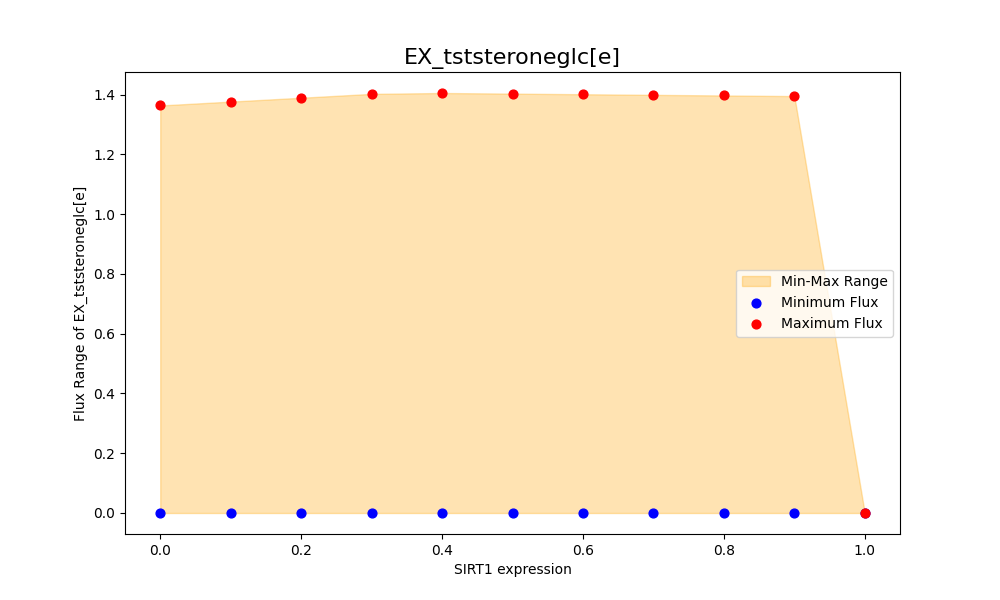 EX_tststeroneglc[e]
Flux Range of EX_tststeroneglc[e]
1.4
1.2
1.0
0.8
0.6
0.4
0.2
0.0
Min-Max Range
Minimum Flux
Maximum Flux
0.0 0.2 0.4 0.6 0.8 1.0
SIRT1 expression